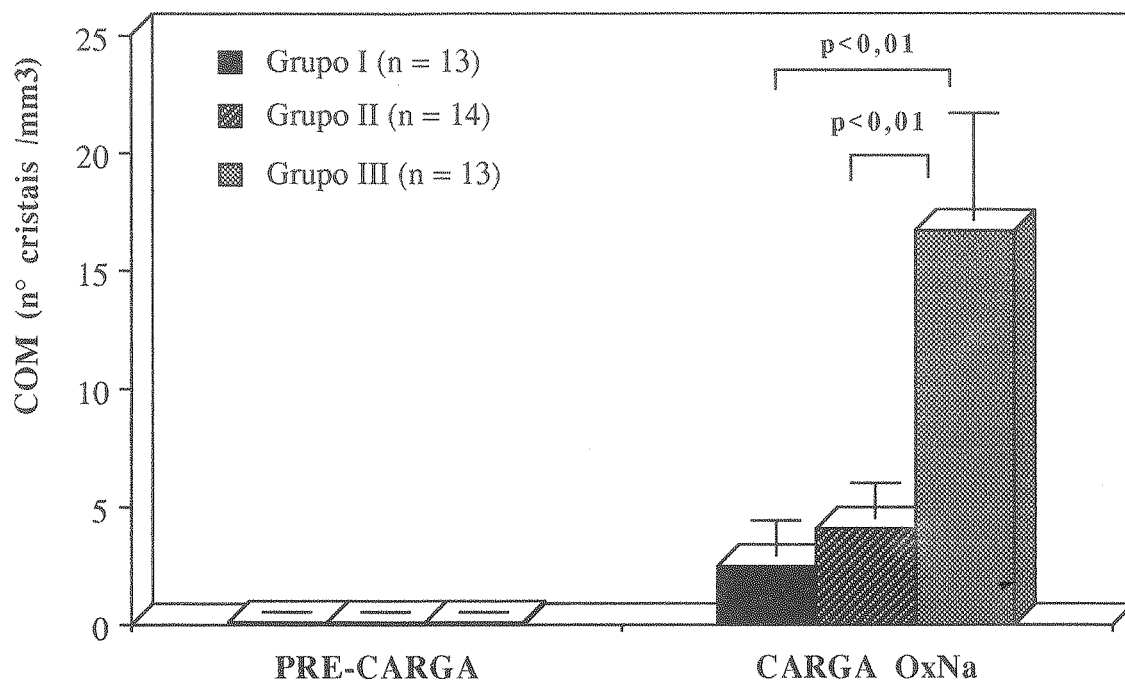 COM (n° cristais /mm3)
25
20
15
10
5
0
Grupo I (n = 13)
Grupo II (n = 14)
Grupo III (n = 13)
p<0,01
p<0,01
PRE-CARGA
CARGA OxNa